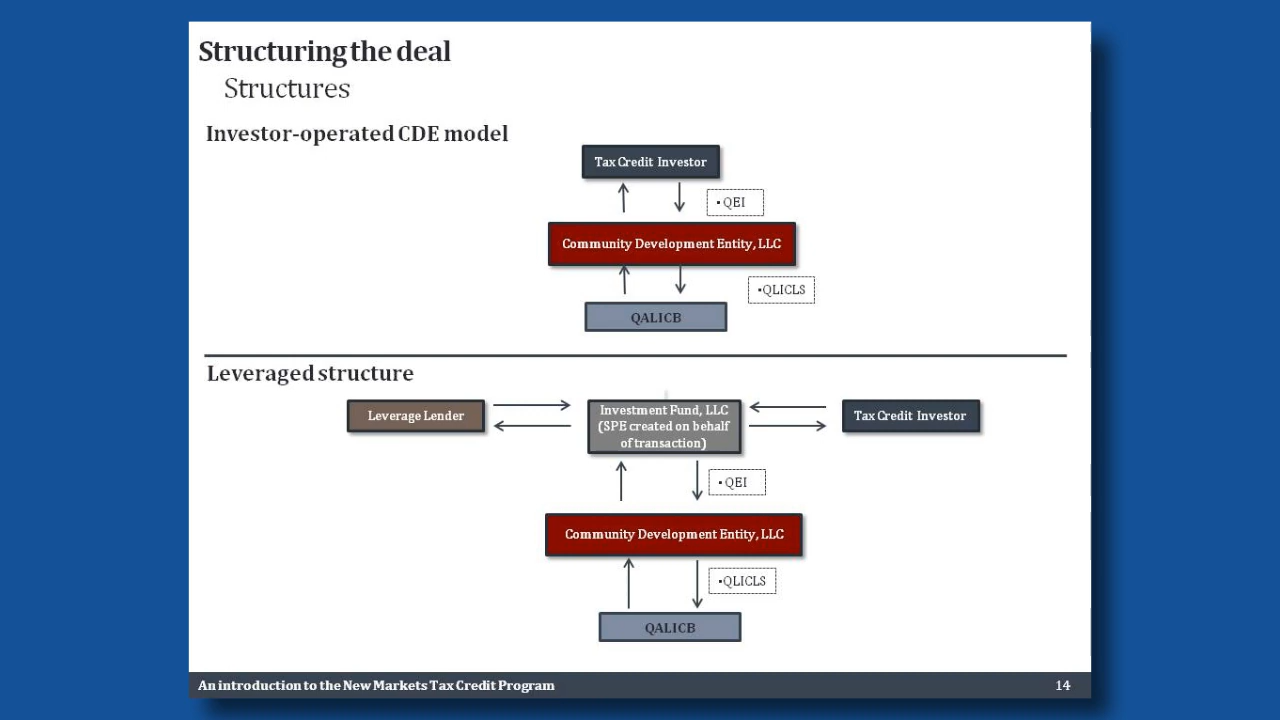 Structuring the deal
Structures
Investor-operated CDE model
Tax Credit Investor
▪ QEI
Community Development Entity, LLC
▪QLICLS
QALICB
Leveraged structure
Leverage Lender
Investment Fund, LLC
(SPE created on behalf
of transaction)
Tax Credit Investor
▪ QEI
Community Development Entity, LLC
▪QLICLS
QALICB
An introduction to the New Markets Tax Credit Program
14